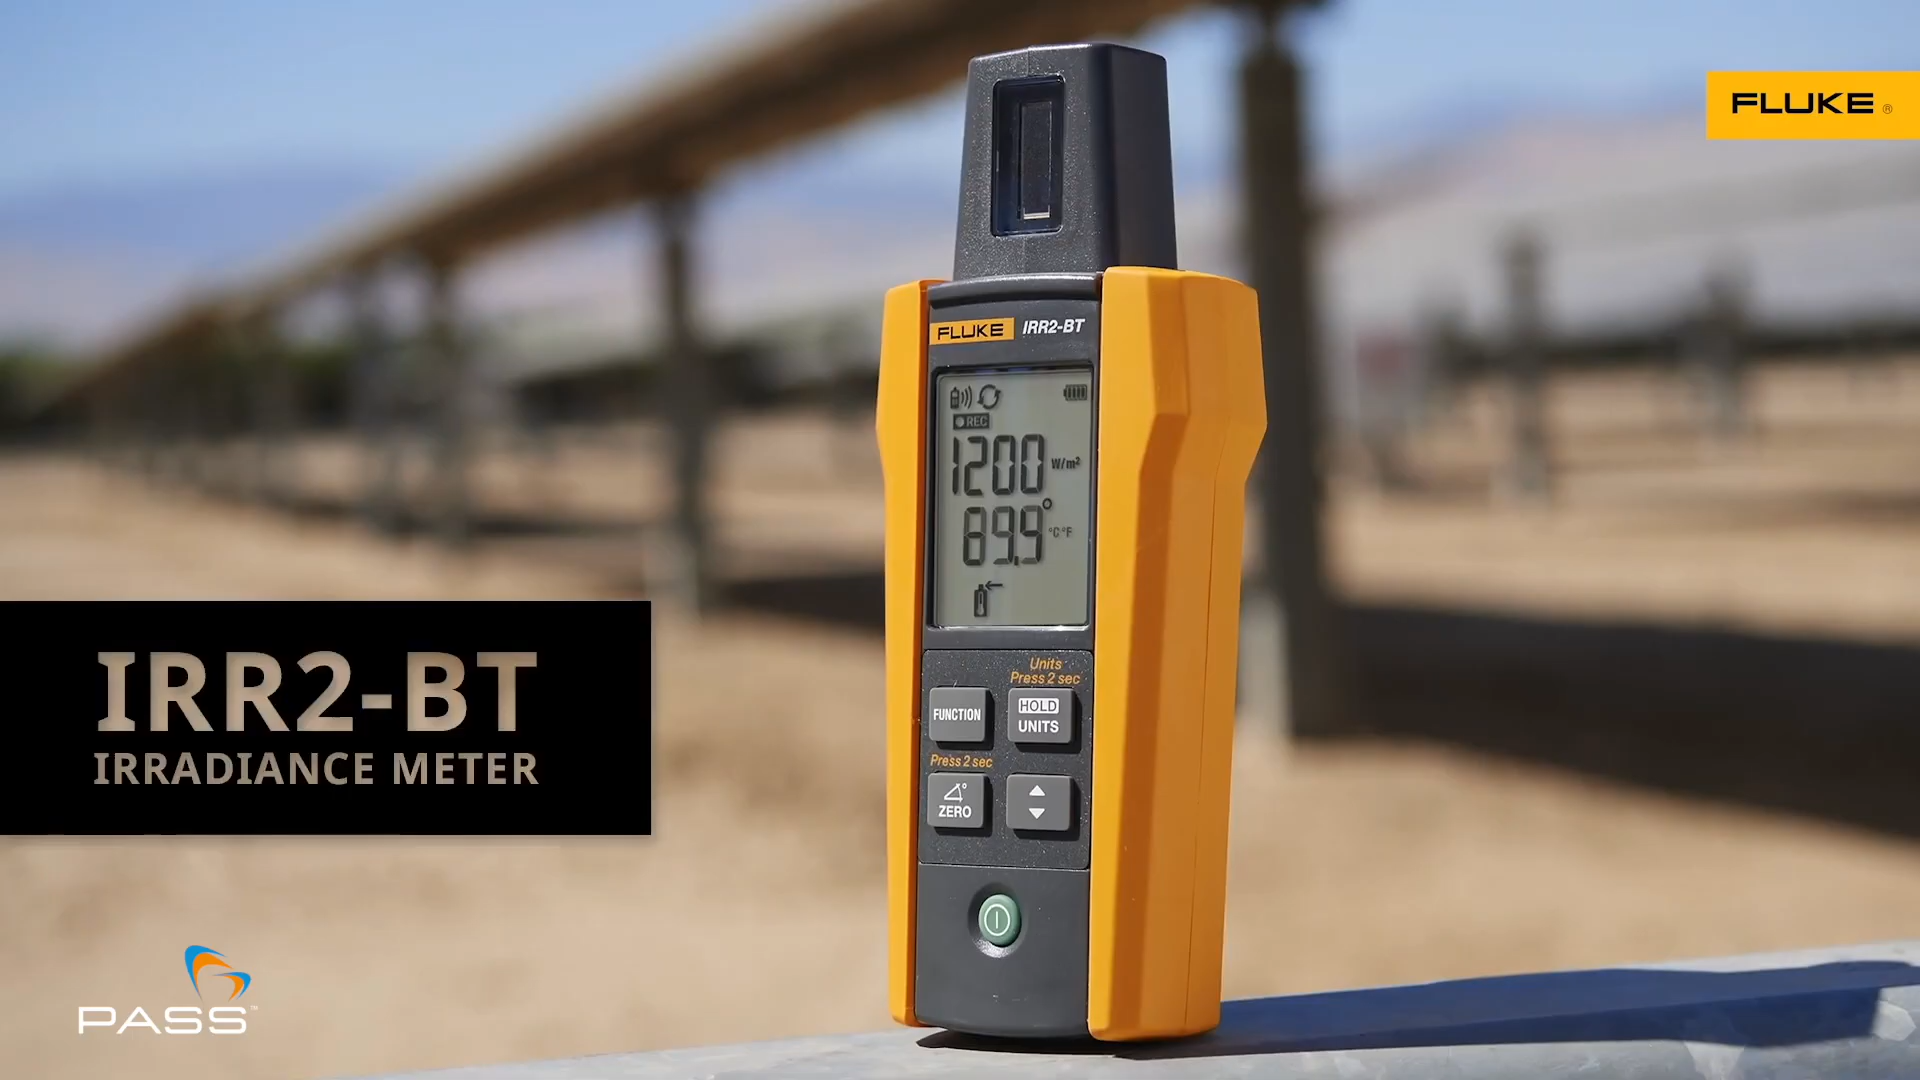 FLUKE ®
FLUKE IRR2-BT
REC
1200 W/m²
89.9° °C °F
Units
Press 2 sec
FUNCTION
HOLD
UNITS
Press 2 sec
ZERO
IRR2-BT
IRRADIANCE METER
PASS™